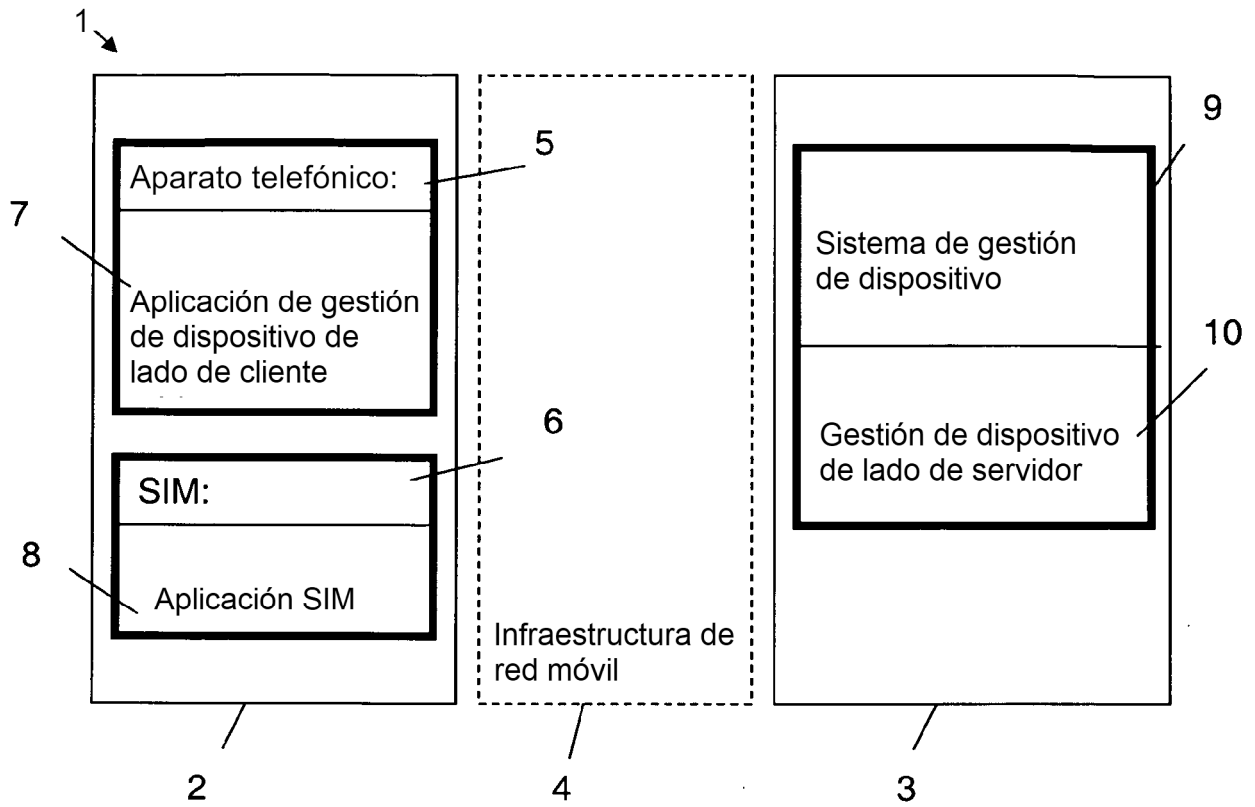 1
Aparato telefónico:
5
7
Aplicación de gestión
de dispositivo de
lado de cliente
6
SIM:
8
Aplicación SIM
2
Infraestructura de
red móvil
4
9
Sistema de gestión
de dispositivo
10
Gestión de dispositivo
de lado de servidor
3